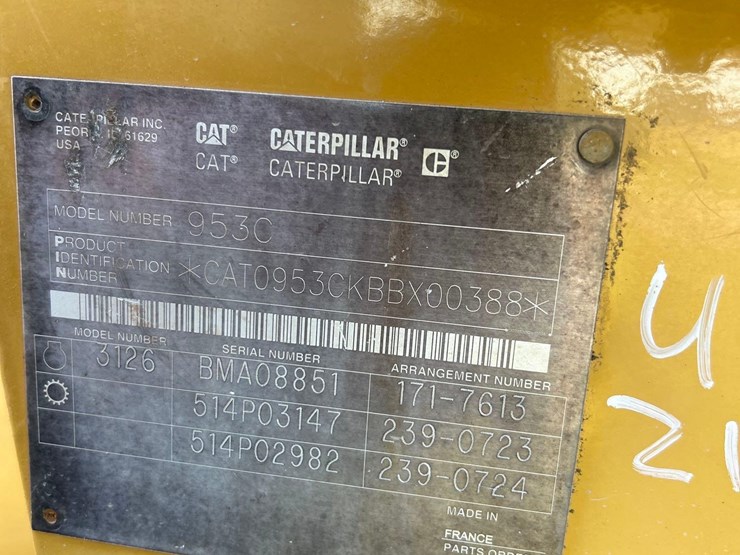 CATERPILLAR INC.
PEORIA IL 61629
USA
CAT® CATERPILLAR® C®
CAT® CATERPILLAR®
MODEL NUMBER 953C
PRODUCT
IDENTIFICATION *CAT0953CKBBX00388*
NUMBER
MODEL NUMBER SERIAL NUMBER ARRANGEMENT NUMBER
3126 BMA08851 171-7613
514P03147 239-0723
514P02982 239-0724
MADE IN
FRANCE
U